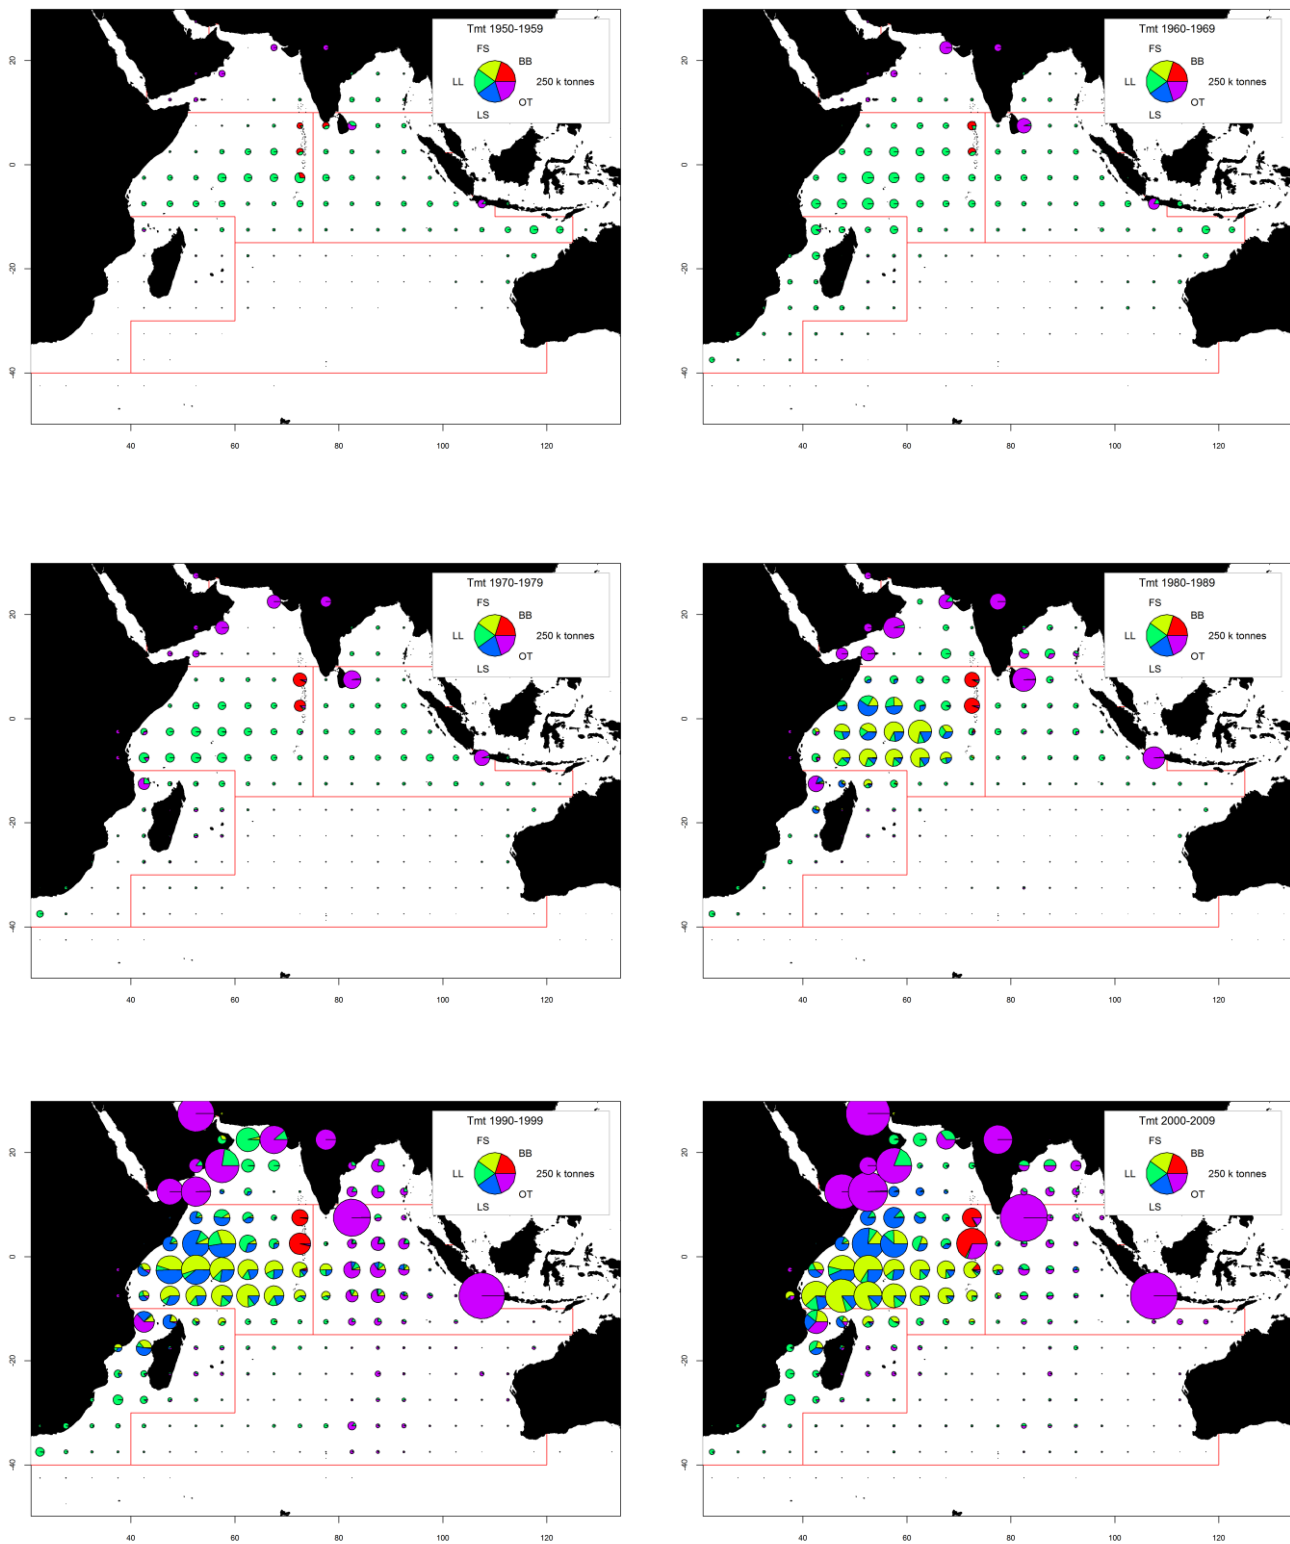 Tmt 1950-1959
FS
BB
LL
250 k tonnes
OT
LS
20
0
-20
-40
40
60
80
100
120
Tmt 1960-1969
FS
BB
LL
250 k tonnes
OT
LS
20
0
-20
-40
40
60
80
100
120
Tmt 1970-1979
FS
BB
LL
250 k tonnes
OT
LS
20
0
-20
-40
40
60
80
100
120
Tmt 1980-1989
FS
BB
LL
250 k tonnes
OT
LS
20
0
-20
-40
40
60
80
100
120
Tmt 1990-1999
FS
BB
LL
250 k tonnes
OT
LS
20
0
-20
-40
40
60
80
100
120
Tmt 2000-2009
FS
BB
LL
250 k tonnes
OT
LS
20
0
-20
-40
40
60
80
100
120